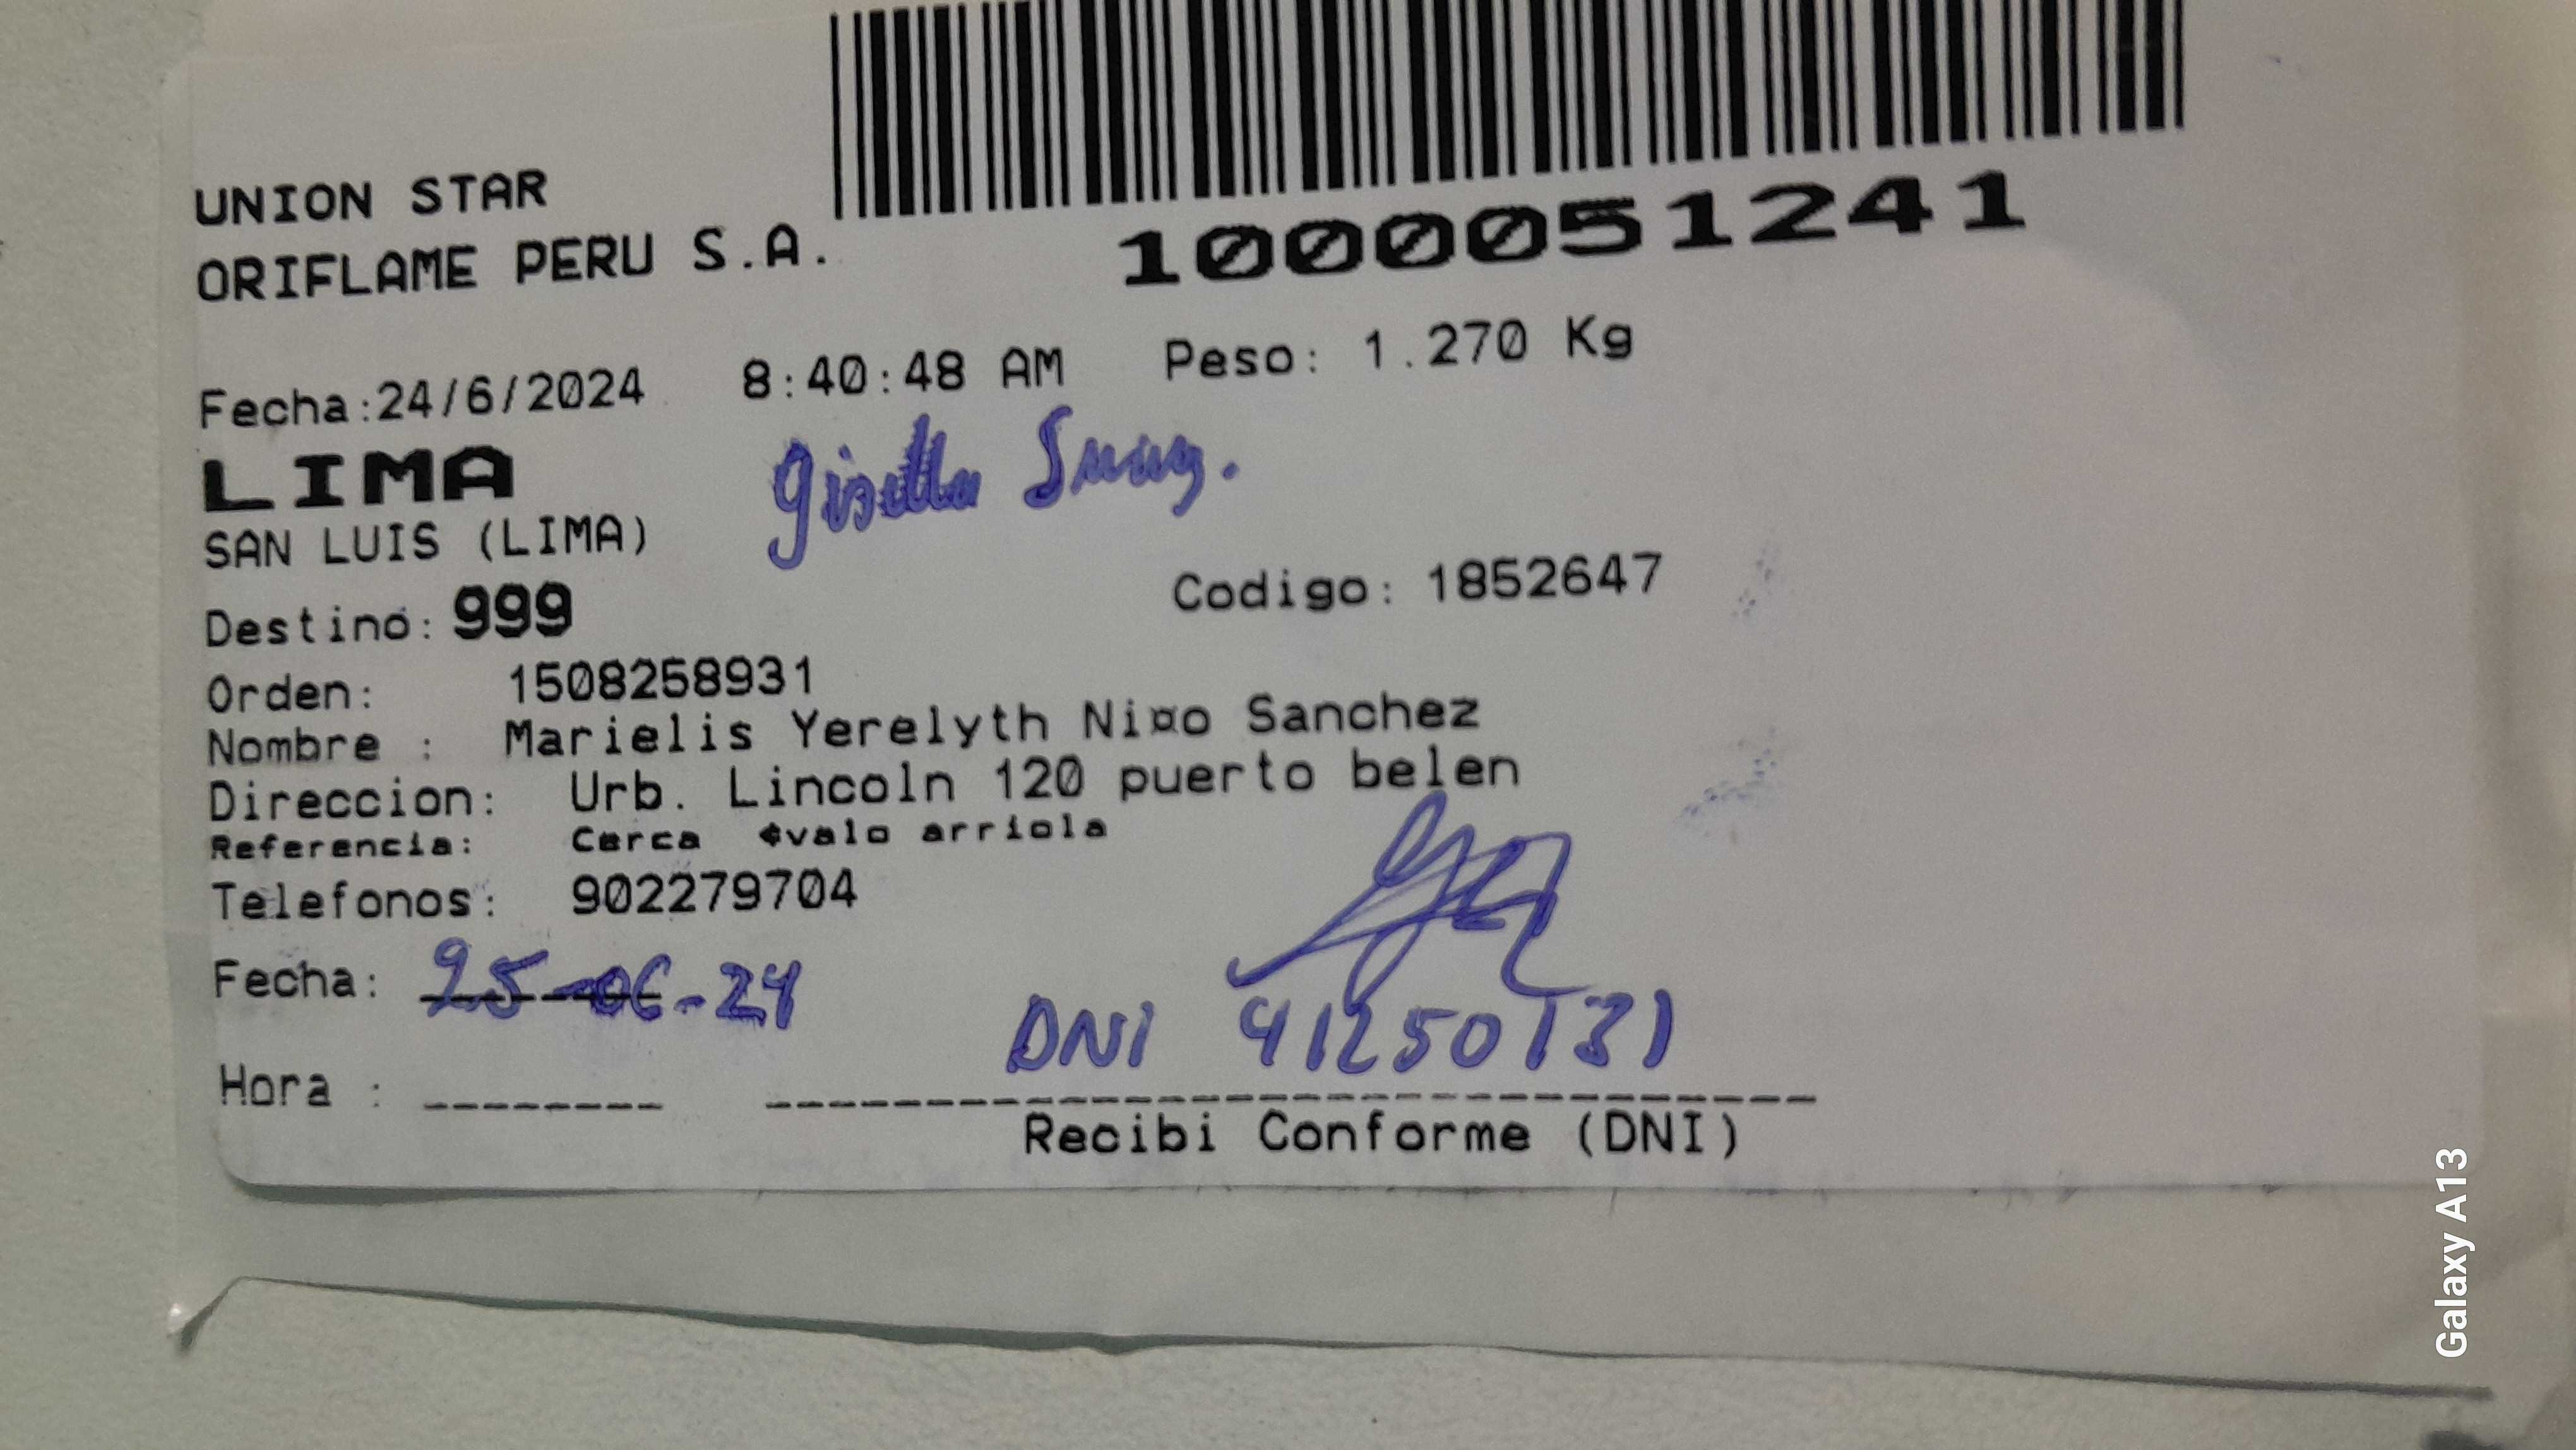 UNION STAR
ORIFLAME PERU S.A.
1000051241
Fecha:24/6/2024 8:40:48 AM Peso: 1.270 Kg
LIMA
Gisella
SAN LUIS (LIMA)
Destino: 999 Codigo: 1852647
Orden: 1508258931
Nombre : Marielis Yerelyth Ni¤o Sanchez
Direccion: Urb. Lincoln 120 puerto belen
Referencia: Cerca ¢valo arriola
Telefonos: 902279704
Fecha: 25-06-24
DNI 41250131
Hora :
Recibi Conforme (DNI)
Galaxy A13